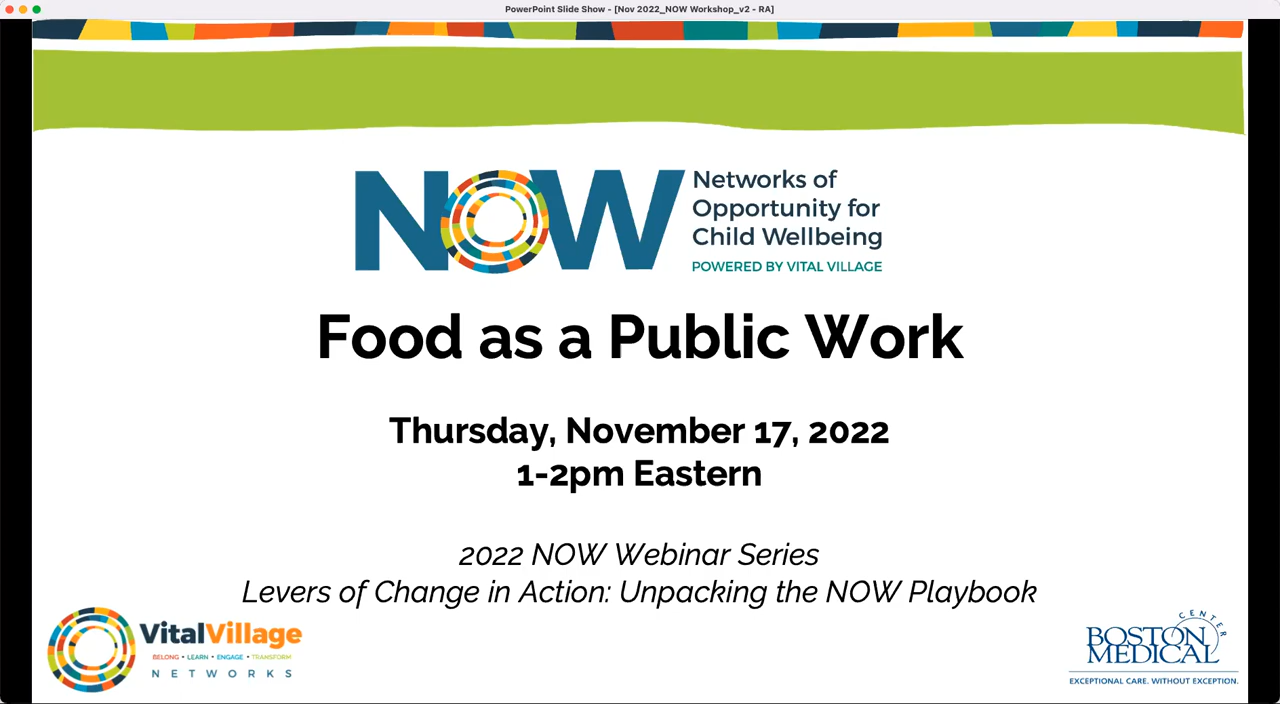 PowerPoint Slide Show - [Nov 2022_NOW Workshop_v2 - RA]
NOW
Networks of
Opportunity for
Child Wellbeing
POWERED BY VITAL VILLAGE
Food as a Public Work
Thursday, November 17, 2022
1-2pm Eastern
2022 NOW Webinar Series
Levers of Change in Action: Unpacking the NOW Playbook
VitalVillage
BELONG • LEARN • ENGAGE • TRANSFORM
NETWORKS
BOSTON
MEDICAL
CENTER
EXCEPTIONAL CARE. WITHOUT EXCEPTION.